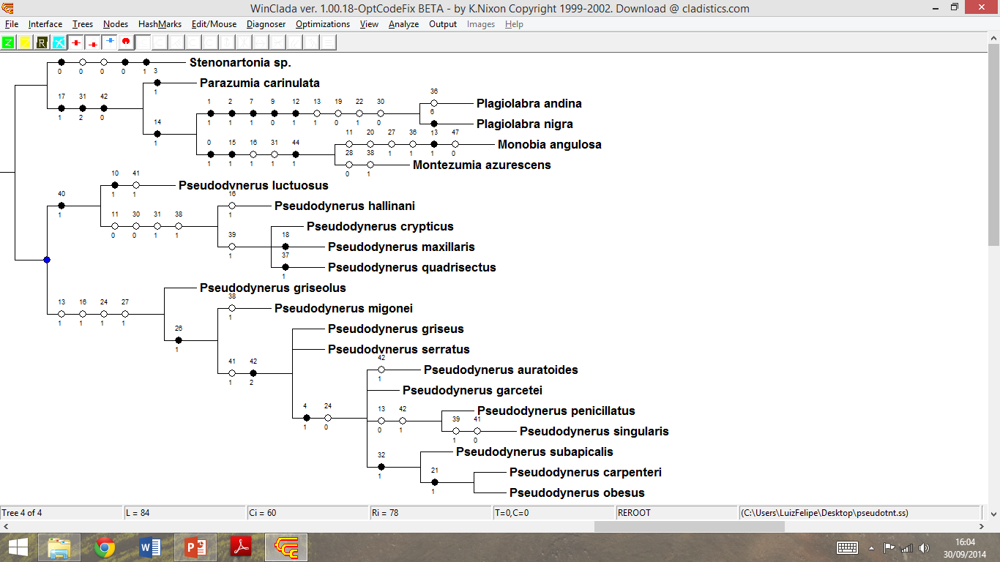 WinClada ver. 1.00.18-OptCodeFix BETA - by K.Nixon Copyright 1999-2002. Download @ cladistics.com
File Interface Trees Nodes HashMarks Edit/Mouse Diagnoser Optimizations View Analyze Output Images Help
Stenonartonia sp.
0 0 0 0 1
3
Parazumia carinulata
1
17 31 42
1 2 0
14
1
1 2 7 9 12 13 19 22 30
1 1 1 0 1 1 0 1 0
36
Plagiolabra andina
6
Plagiolabra nigra
11 20 27 36 13 47
Monobia angulosa
1 1 1 0
0 15 16 31 44
1 1 1 1 1
28 38
Montezumia azurescens
0 1
10 41
Pseudodynerus luctuosus
1 1
40
1
16
Pseudodynerus hallinani
1
11 30 31 38
0 0 1 1
Pseudodynerus crypticus
39
1
18
Pseudodynerus maxillaris
37
Pseudodynerus quadrisectus
1
Pseudodynerus griseolus
13 16 24 27
1 1 1 1
38
Pseudodynerus migonei
1
26
1
Pseudodynerus griseus
Pseudodynerus serratus
41 42
1 2
42
Pseudodynerus auratoides
1
Pseudodynerus garcetei
4 24
1 0
Pseudodynerus penicillatus
13 42
0 1
39 41
Pseudodynerus singularis
1 0
Pseudodynerus subapicalis
32
1
21
1
Pseudodynerus carpenteri
Pseudodynerus obesus
Tree 4 of 4 L = 84 Ci = 60 Ri = 78 T=0,C=0 REROOT (C:\Users\LuizFelipe\Desktop\pseudotnt.ss)
16:04
30/09/2014